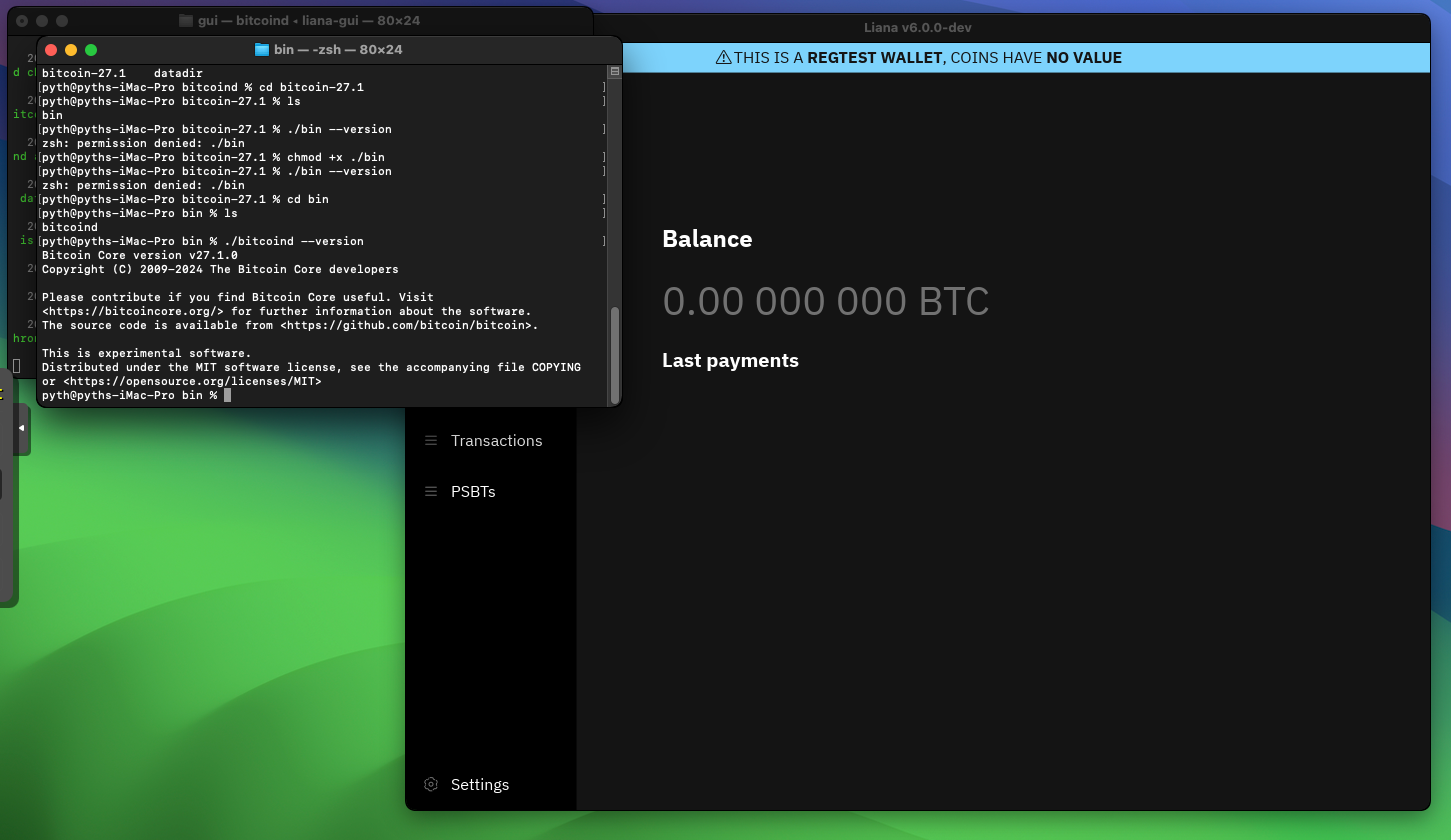 gui — bitcoind ◂ liana-gui — 80×24
Liana v6.0.0-dev
bin — -zsh — 80×24
⚠THIS IS A REGTEST WALLET, COINS HAVE NO VALUE
bitcoin-27.1    datadir
[pyth@pyths-iMac-Pro bitcoind % cd bitcoin-27.1 ]
[pyth@pyths-iMac-Pro bitcoin-27.1 % ls ]
bin
[pyth@pyths-iMac-Pro bitcoin-27.1 % ./bin --version ]
zsh: permission denied: ./bin
[pyth@pyths-iMac-Pro bitcoin-27.1 % chmod +x ./bin ]
[pyth@pyths-iMac-Pro bitcoin-27.1 % ./bin --version ]
zsh: permission denied: ./bin
[pyth@pyths-iMac-Pro bitcoin-27.1 % cd bin ]
[pyth@pyths-iMac-Pro bin % ls ]
bitcoind
[pyth@pyths-iMac-Pro bin % ./bitcoind --version ]
Bitcoin Core version v27.1.0
Copyright (C) 2009-2024 The Bitcoin Core developers
Please contribute if you find Bitcoin Core useful. Visit
<https://bitcoincore.org/> for further information about the software.
The source code is available from <https://github.com/bitcoin/bitcoin>.
This is experimental software.
Distributed under the MIT software license, see the accompanying file COPYING
or <https://opensource.org/licenses/MIT>
pyth@pyths-iMac-Pro bin %
Balance
0.00 000 000 BTC
Last payments
Transactions
PSBTs
Settings